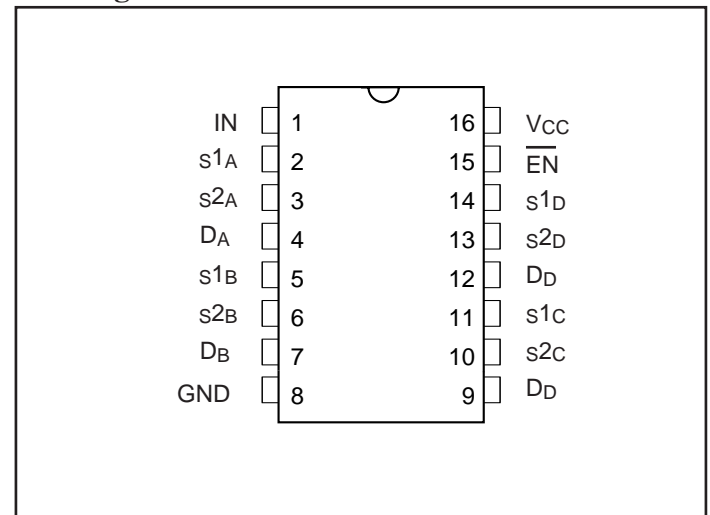 IN 1 16 VCC
S1A 2 15 E̅N̅
S2A 3 14 S1D
DA 4 13 S2D
S1B 5 12 DD
S2B 6 11 S1C
DB 7 10 S2C
GND 8 9 DD